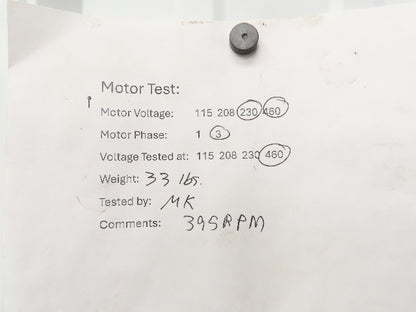 Motor Test:
Motor Voltage: 115 208 230 460
Motor Phase: 1 3
Voltage Tested at: 115 208 230 460
Weight: 33 lbs.
Tested by: MK
Comments: 395RPM